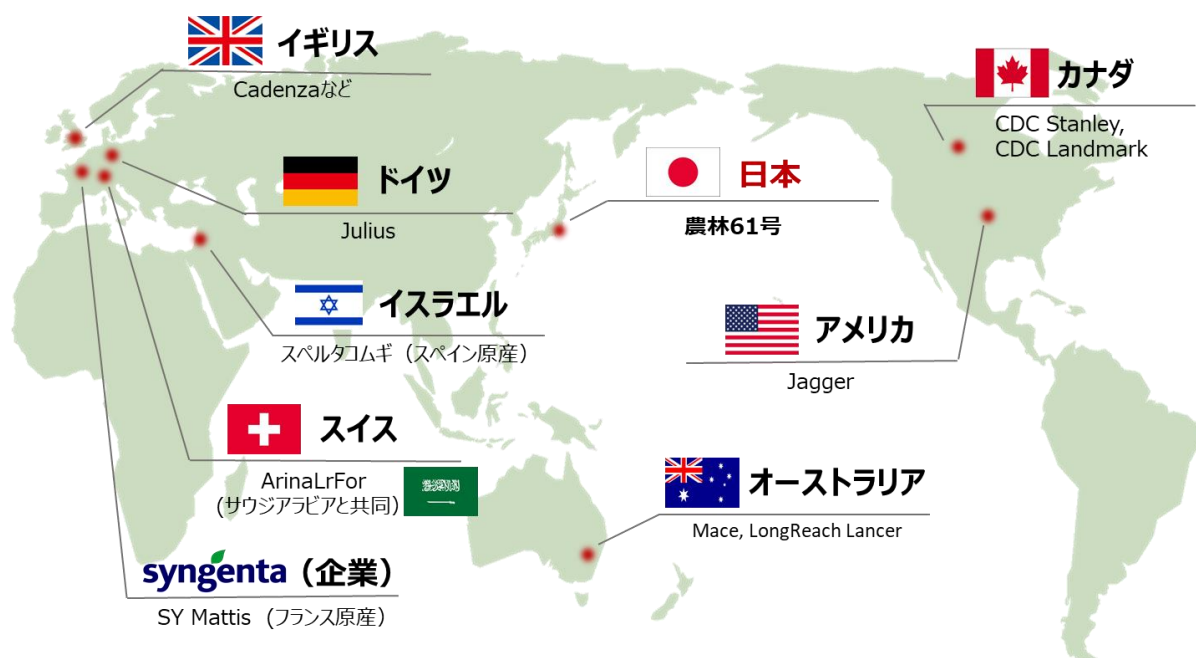 イギリス
Cadenzaなど
カナダ
CDC Stanley,
CDC Landmark
ドイツ
Julius
日本
農林61号
イスラエル
スペルタコムギ（スペイン原産）
アメリカ
Jagger
スイス
ArinaLrFor
(サウジアラビアと共同)
オーストラリア
Mace, LongReach Lancer
syngenta（企業）
SY Mattis（フランス原産）